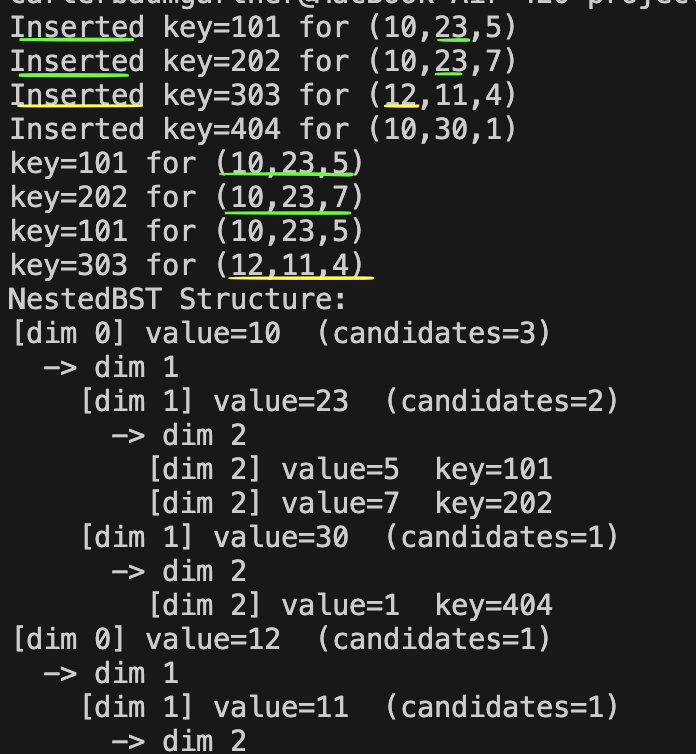 Inserted key=101 for (10,23,5)
Inserted key=202 for (10,23,7)
Inserted key=303 for (12,11,4)
Inserted key=404 for (10,30,1)
key=101 for (10,23,5)
key=202 for (10,23,7)
key=101 for (10,23,5)
key=303 for (12,11,4)
NestedBST Structure:
[dim 0] value=10  (candidates=3)
  -> dim 1
    [dim 1] value=23  (candidates=2)
      -> dim 2
        [dim 2] value=5  key=101
        [dim 2] value=7  key=202
    [dim 1] value=30  (candidates=1)
      -> dim 2
        [dim 2] value=1  key=404
[dim 0] value=12  (candidates=1)
  -> dim 1
    [dim 1] value=11  (candidates=1)
      -> dim 2